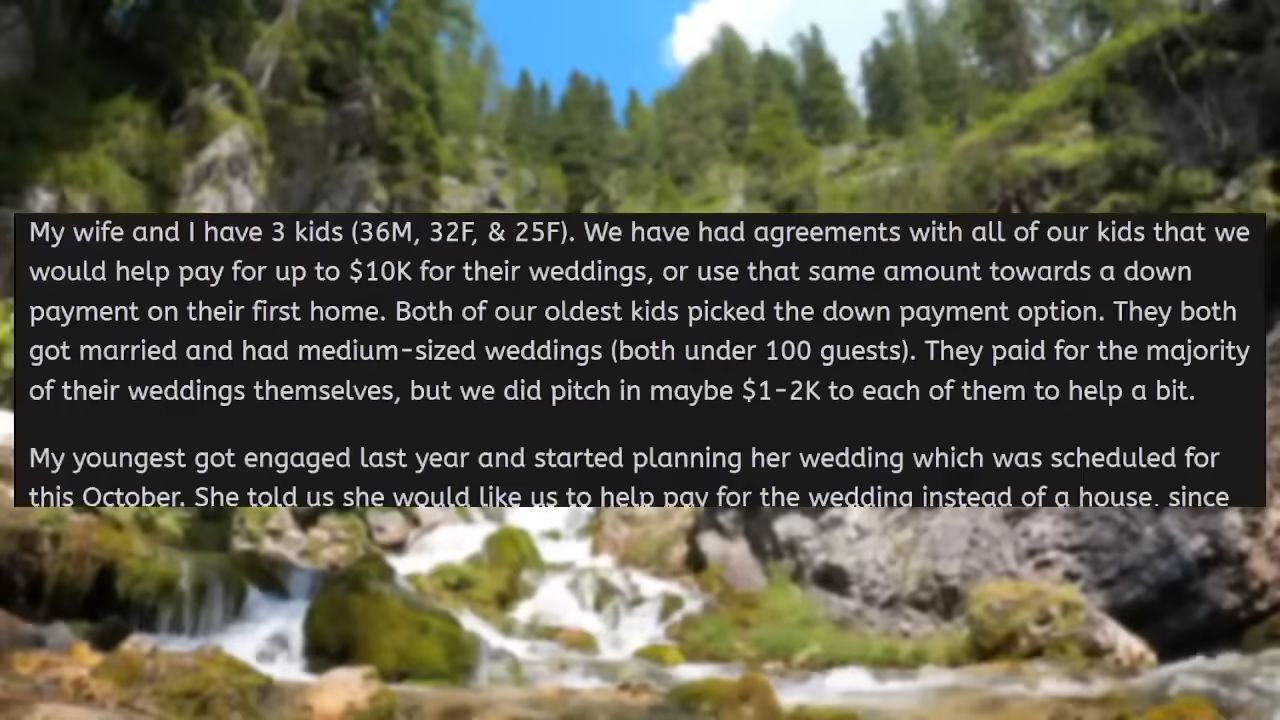 My wife and I have 3 kids (36M, 32F, & 25F). We have had agreements with all of our kids that we
would help pay for up to $10K for their weddings, or use that same amount towards a down
payment on their first home. Both of our oldest kids picked the down payment option. They both
got married and had medium-sized weddings (both under 100 guests). They paid for the majority
of their weddings themselves, but we did pitch in maybe $1-2K to each of them to help a bit.
My youngest got engaged last year and started planning her wedding which was scheduled for
this October. She told us she would like us to help pay for the wedding instead of a house, since